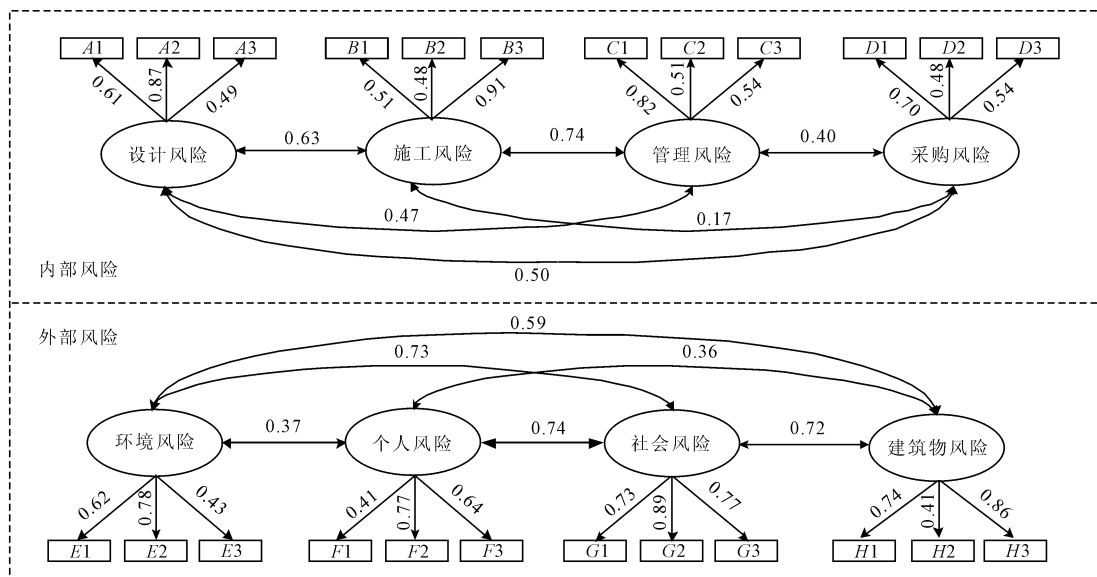 A1 A2 A3 B1 B2 B3 C1 C2 C3 D1 D2 D3
0.61 0.87 0.49 0.51 0.48 0.91 0.82 0.51 0.54 0.70 0.48 0.54
设计风险 0.63 施工风险 0.74 管理风险 0.40 采购风险
0.47 0.17
0.50
内部风险
外部风险
0.59
0.73 0.36
环境风险 0.37 个人风险 0.74 社会风险 0.72 建筑物风险
0.62 0.78 0.43 0.41 0.77 0.64 0.73 0.89 0.77 0.74 0.41 0.86
E1 E2 E3 F1 F2 F3 G1 G2 G3 H1 H2 H3